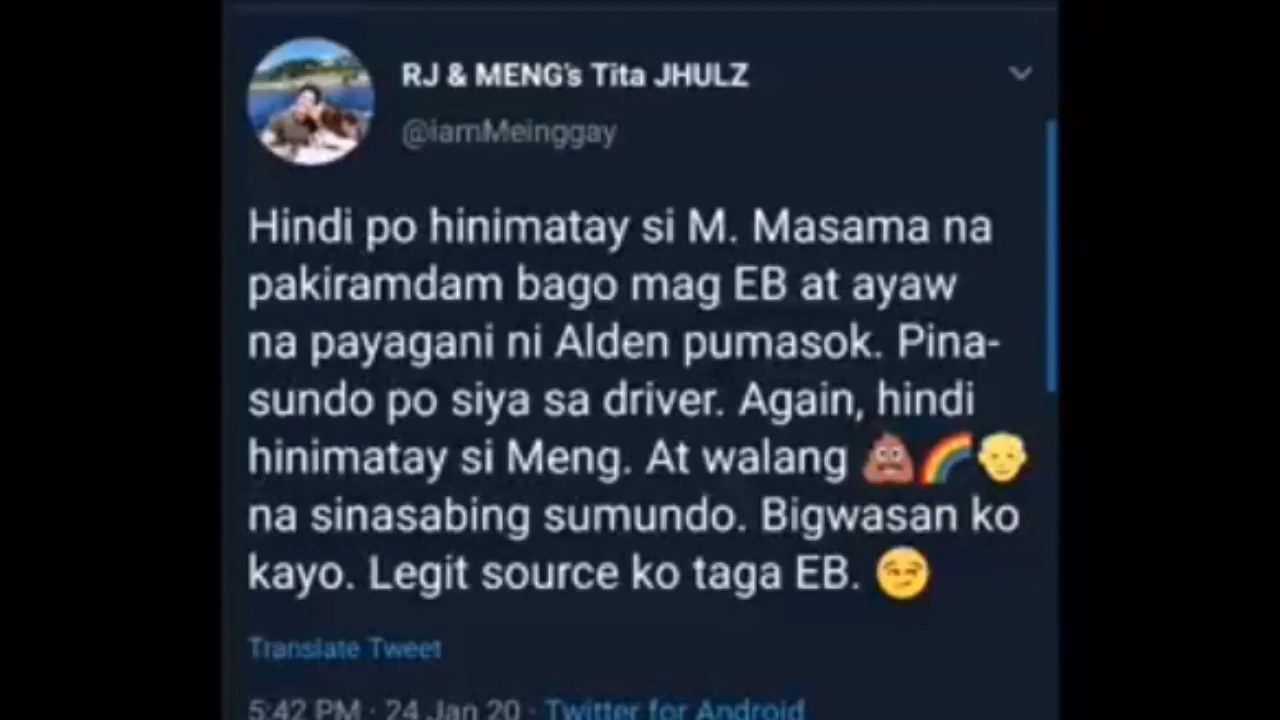 RJ & MENG's Tita JHULZ
@iamMeinggay
Hindi po hinimatay si M. Masama na
pakiramdam bago mag EB at ayaw
na payagani ni Alden pumasok. Pina-
sundo po siya sa driver. Again, hindi
hinimatay si Meng. At walang 💩🌈👴
na sinasabing sumundo. Bigwasan ko
kayo. Legit source ko taga EB. 😏
Translate Tweet
5:42 PM · 24 Jan 20 · Twitter for Android